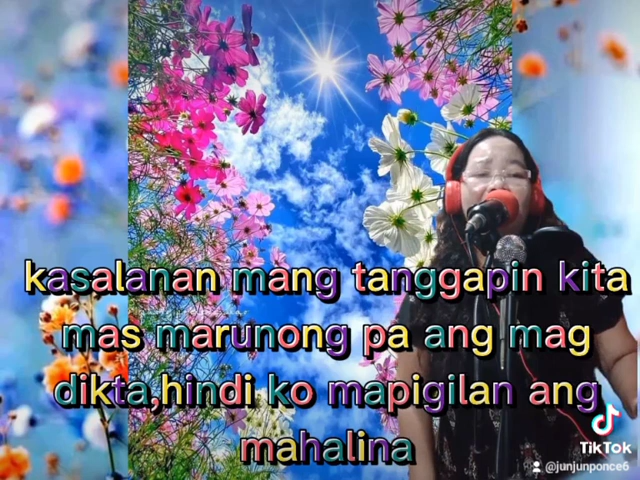 kasalanan mang tanggapin kita
mas marunong pa ang mag
dikta,hindi ko mapigilan ang
mahalina
TikTok
@junjunponce6